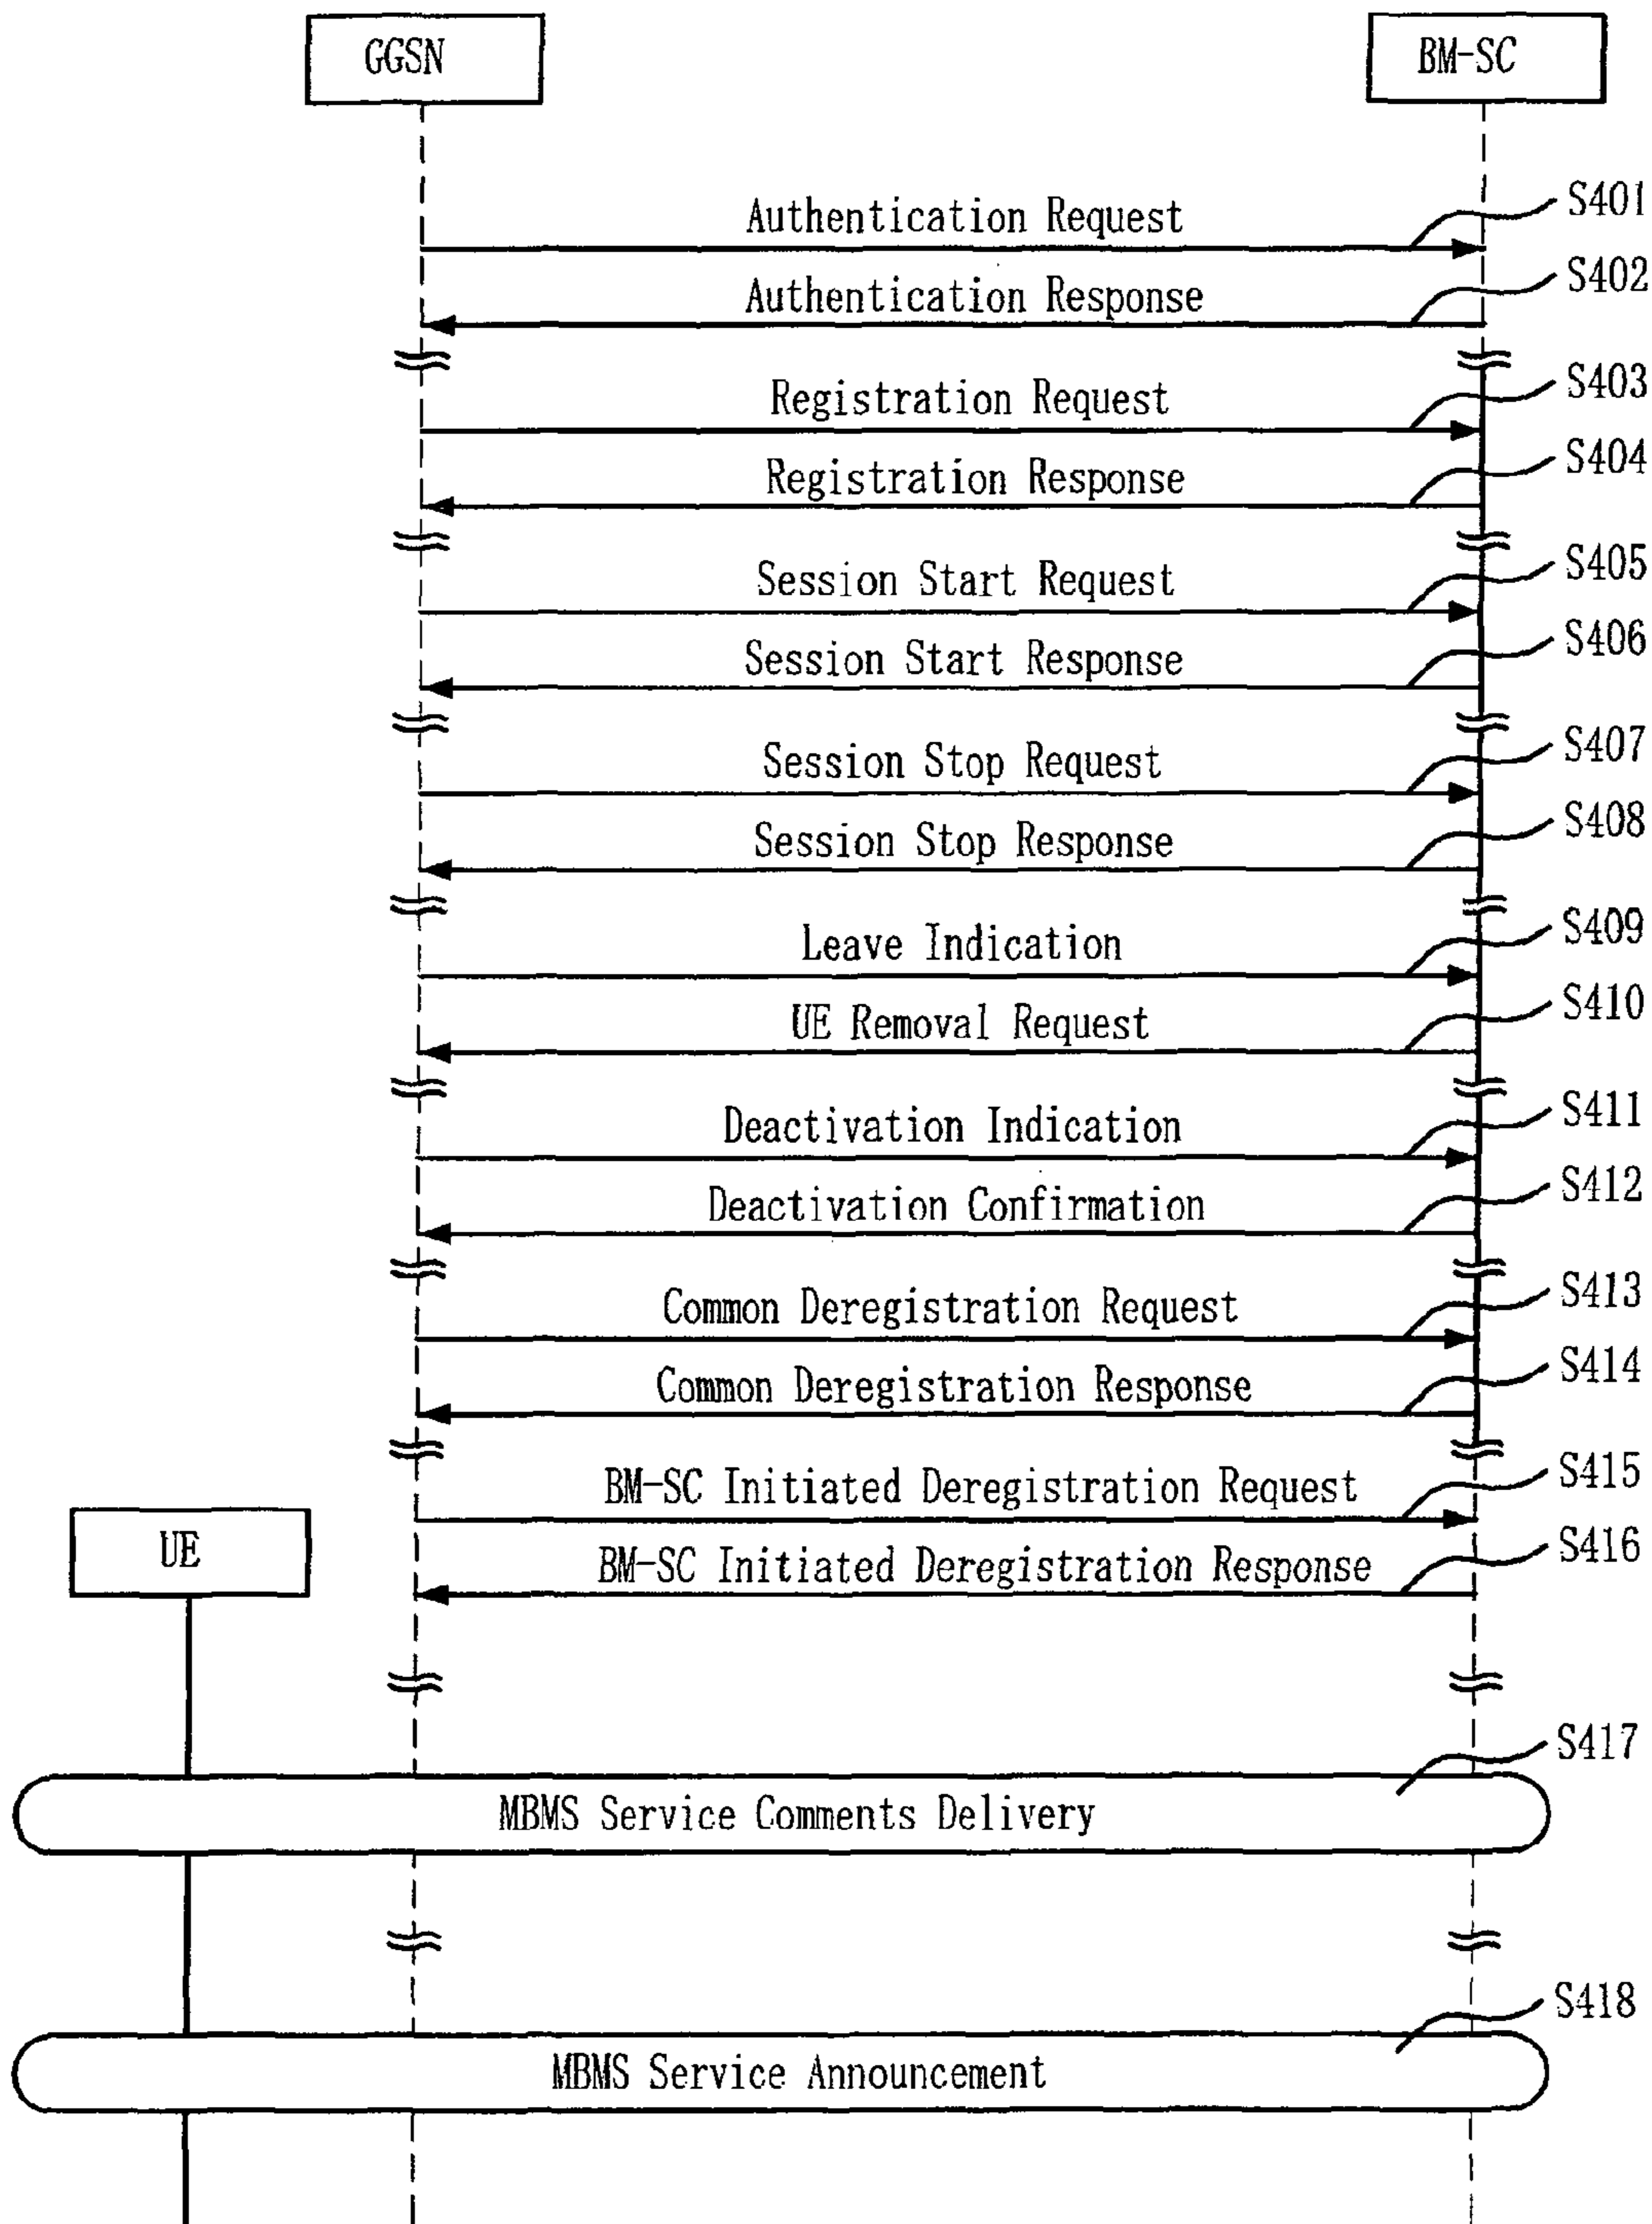 GGSN
BM-SC
Authentication Request
S401
Authentication Response
S402
Registration Request
S403
Registration Response
S404
Session Start Request
S405
Session Start Response
S406
Session Stop Request
S407
Session Stop Response
S408
Leave Indication
S409
UE Removal Request
S410
Deactivation Indication
S411
Deactivation Confirmation
S412
Common Deregistration Request
S413
Common Deregistration Response
S414
BM-SC Initiated Deregistration Request
S415
UE
BM-SC Initiated Deregistration Response
S416
S417
MBMS Service Comments Delivery
S418
MBMS Service Announcement